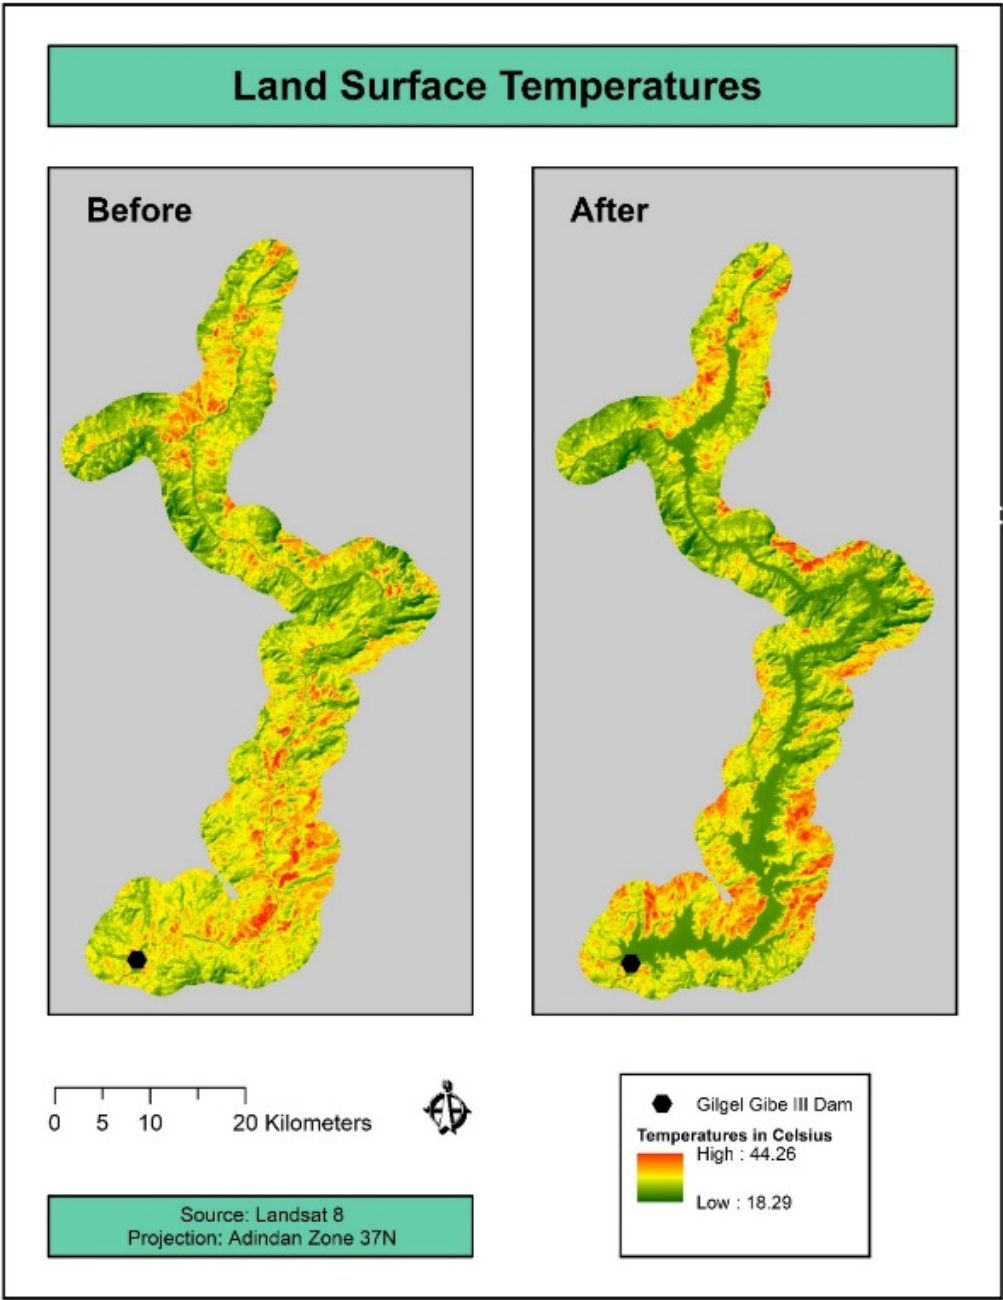 Land Surface Temperatures
Before
After
0 5 10 20 Kilometers
Gilgel Gibe III Dam
Temperatures in Celsius
High : 44.26
Low : 18.29
Source: Landsat 8
Projection: Adindan Zone 37N